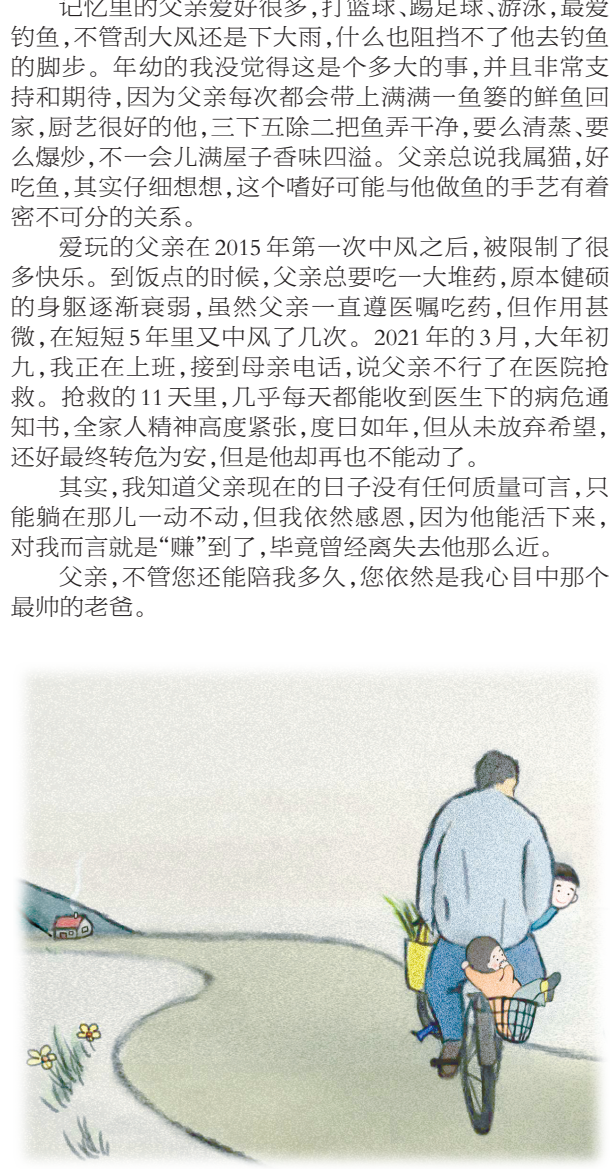 记忆里的父亲爱好很多,打篮球、踢足球、游泳,最爱
钓鱼,不管刮大风还是下大雨,什么也阻挡不了他去钓鱼
的脚步。年幼的我没觉得这是个多大的事,并且非常支
持和期待,因为父亲每次都会带上满满一鱼篓的鲜鱼回
家,厨艺很好的他,三下五除二把鱼弄干净,要么清蒸、要
么爆炒,不一会儿满屋子香味四溢。父亲总说我属猫,好
吃鱼,其实仔细想想,这个嗜好可能与他做鱼的手艺有着
密不可分的关系。
爱玩的父亲在2015年第一次中风之后,被限制了很
多快乐。到饭点的时候,父亲总要吃一大堆药,原本健硕
的身躯逐渐衰弱,虽然父亲一直遵医嘱吃药,但作用甚
微,在短短5年里又中风了几次。2021年的3月,大年初
九,我正在上班,接到母亲电话,说父亲不行了在医院抢
救。抢救的11天里,几乎每天都能收到医生下的病危通
知书,全家人精神高度紧张,度日如年,但从未放弃希望,
还好最终转危为安,但是他却再也不能动了。
其实,我知道父亲现在的日子没有任何质量可言,只
能躺在那儿一动不动,但我依然感恩,因为他能活下来,
对我而言就是“赚”到了,毕竟曾经离失去他那么近。
父亲,不管您还能陪我多久,您依然是我心目中那个
最帅的老爸。